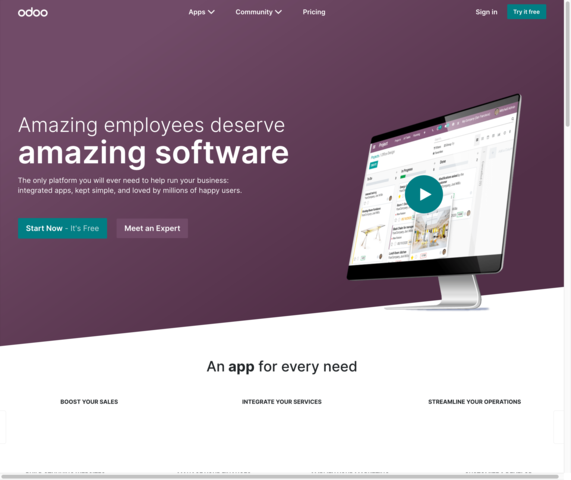 odoo
Apps
Community
Pricing
Sign in
Try it free
Amazing employees deserve
amazing software
The only platform you will ever need to help run your business:
integrated apps, kept simple, and loved by millions of happy users.
Start Now - It's Free
Meet an Expert
An app for every need
BOOST YOUR SALES
INTEGRATE YOUR SERVICES
STREAMLINE YOUR OPERATIONS